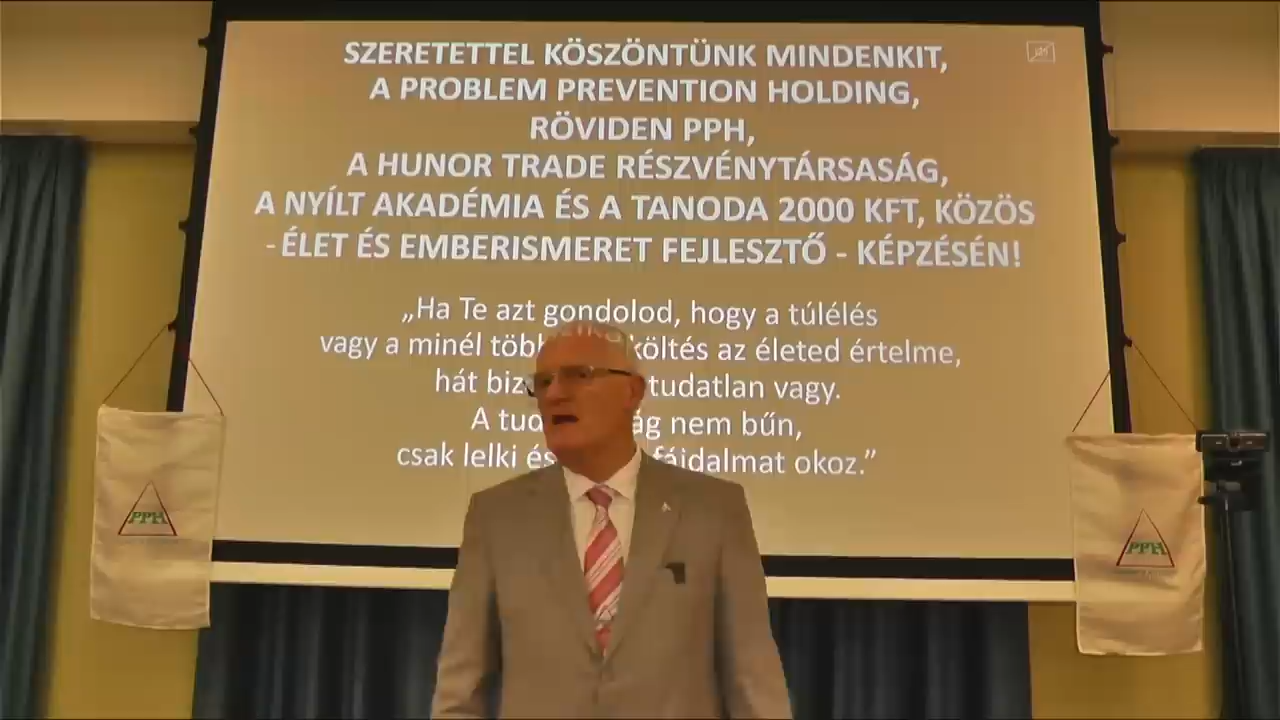 SZERETETTEL KÖSZÖNTÜNK MINDENKIT,
A PROBLEM PREVENTION HOLDING,
RÖVIDEN PPH,
A HUNOR TRADE RÉSZVÉNYTÁRSASÁG,
A NYÍLT AKADÉMIA ÉS A TANODA 2000 KFT, KÖZÖS
- ÉLET ÉS EMBERISMERET FEJLESZTŐ - KÉPZÉSÉN!
„Ha Te azt gondolod, hogy a túlélés
vagy a minél költés az életed értelme,
hát tudatlan vagy.
A nem bűn,
csak lelki fájdalmat okoz.”
PPH
PPH